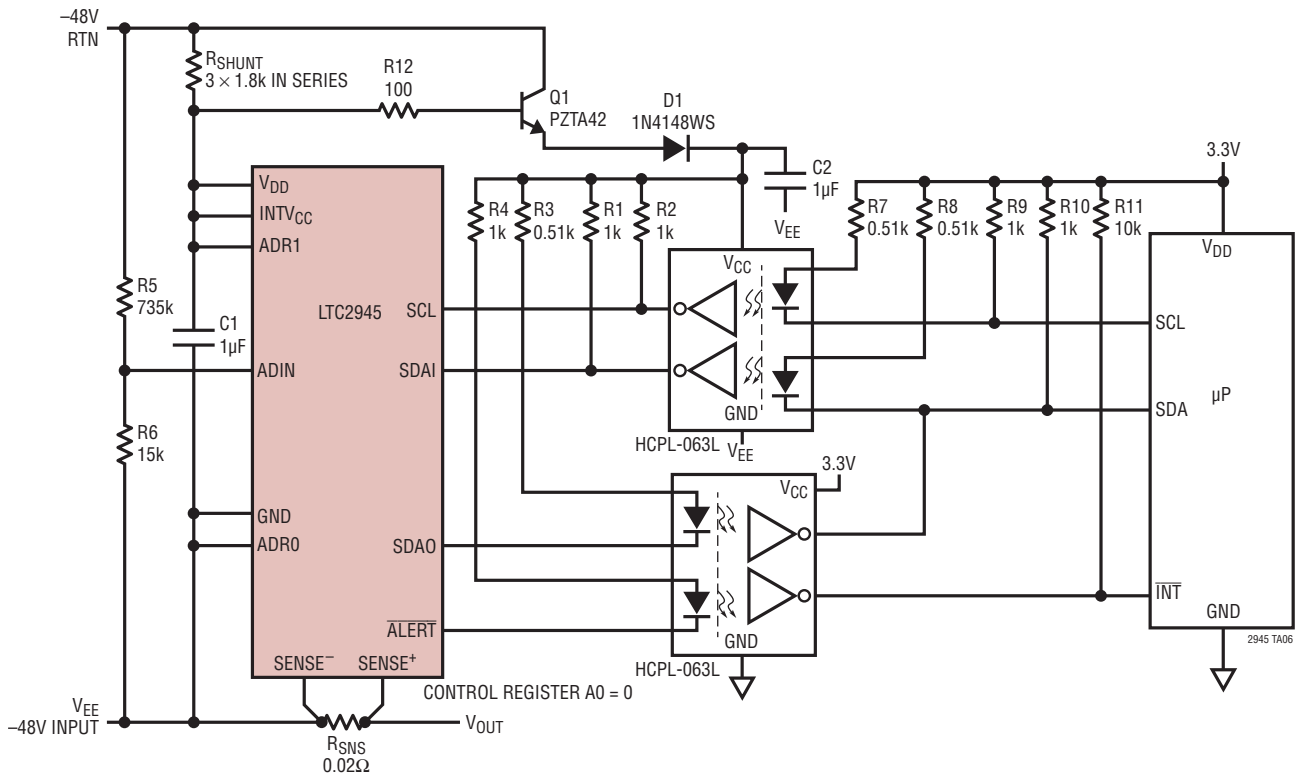 –48V
RTN
RSHUNT
3 × 1.8k IN SERIES
R12
100
Q1
PZTA42
D1
1N4148WS
C2
1µF
VEE
3.3V
R4
1k
R3
0.51k
R1
1k
R2
1k
R7
0.51k
R8
0.51k
R9
1k
R10
1k
R11
10k
VDD
INTVCC
ADR1
LTC2945
SCL
SDAI
ADIN
GND
ADR0
SDAO
ALERT
SENSE–
SENSE+
R5
735k
C1
1µF
R6
15k
VCC
GND
HCPL-063L
VEE
3.3V
VCC
GND
HCPL-063L
VDD
SCL
SDA
µP
INT
GND
2945 TA06
CONTROL REGISTER A0 = 0
VEE
–48V INPUT
VOUT
RSNS
0.02Ω